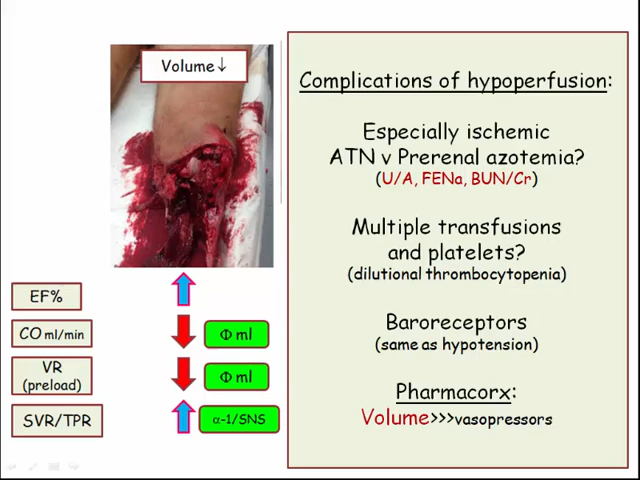 Volume↓
EF%
CO ml/min
Φ ml
VR
(preload)
Φ ml
SVR/TPR
α-1/SNS
Complications of hypoperfusion:
Especially ischemic
ATN v Prerenal azotemia?
(U/A, FENa, BUN/Cr)
Multiple transfusions
and platelets?
(dilutional thrombocytopenia)
Baroreceptors
(same as hypotension)
Pharmacorx:
Volume>>>vasopressors